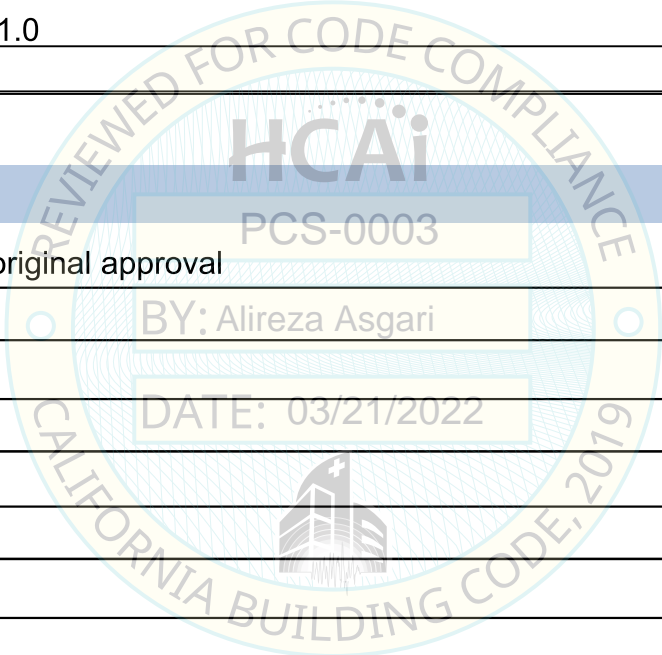 1.0
REVIEWED FOR CODE COMPLIANCE
HCAi
PCS-0003
original approval
BY: Alireza Asgari
DATE: 03/21/2022
CALIFORNIA BUILDING CODE, 2019